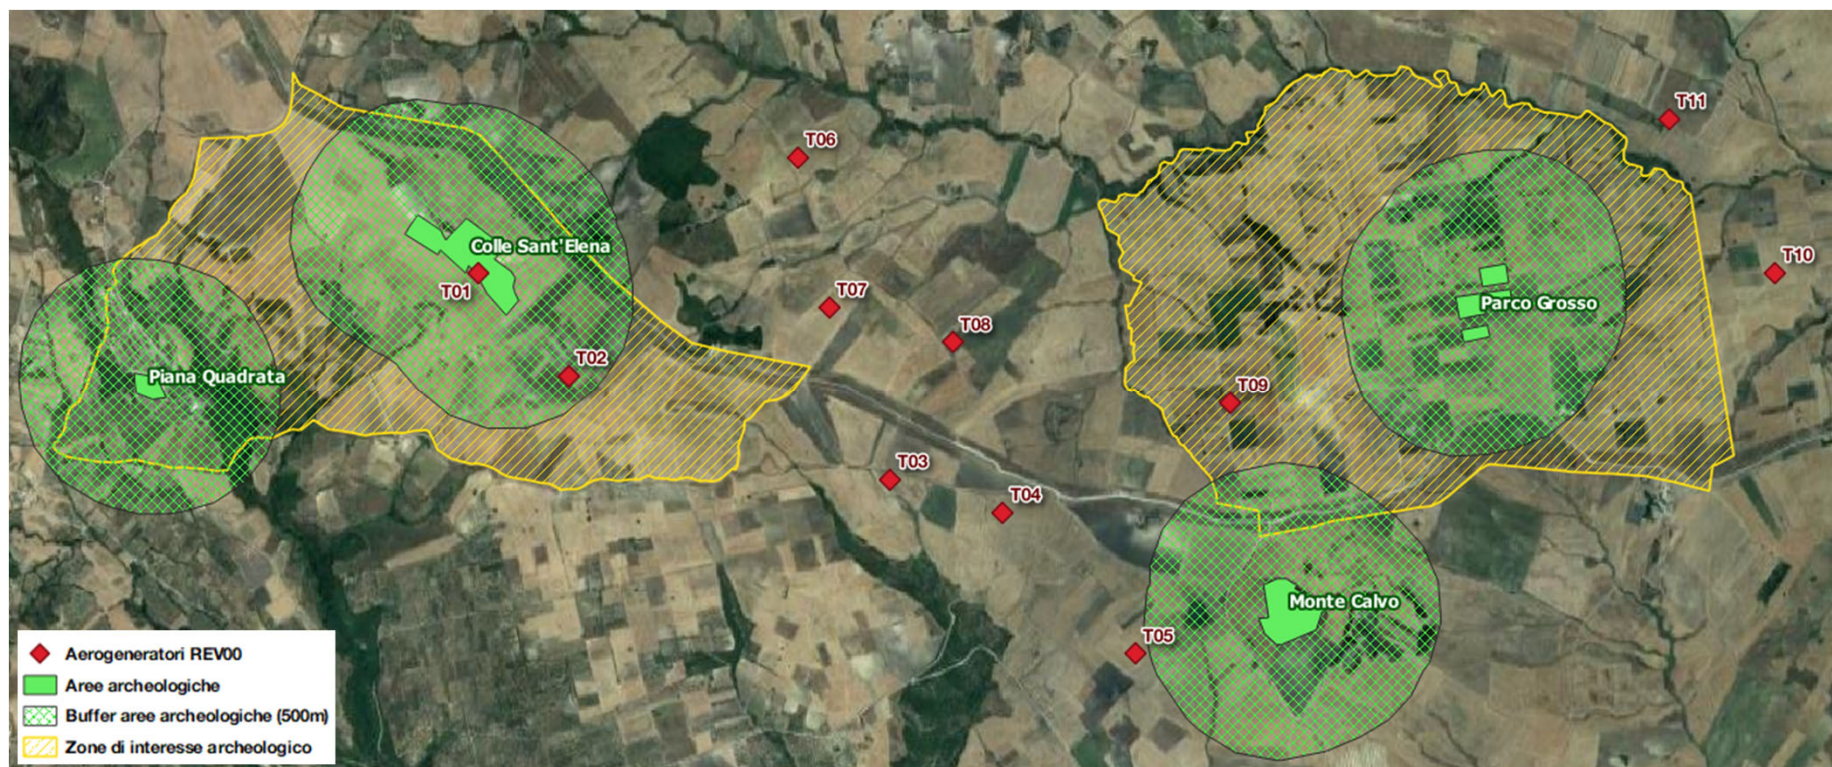 T11
T06
Colle Sant'Elena
T10
T01
T07
Parco Grosso
T08
T02
Piana Quadrata
T09
T03
T04
Monte Calvo
T05
Aerogeneratori REV00
Aree archeologiche
Buffer aree archeologiche (500m)
Zone di interesse archeologico